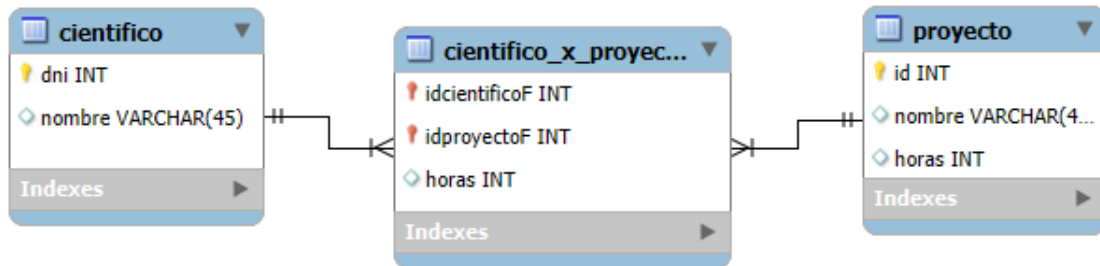 cientifico
dni INT
nombre VARCHAR(45)
Indexes
cientifico_x_proyec...
idcientificoF INT
idproyectoF INT
horas INT
Indexes
proyecto
id INT
nombre VARCHAR(4...
horas INT
Indexes